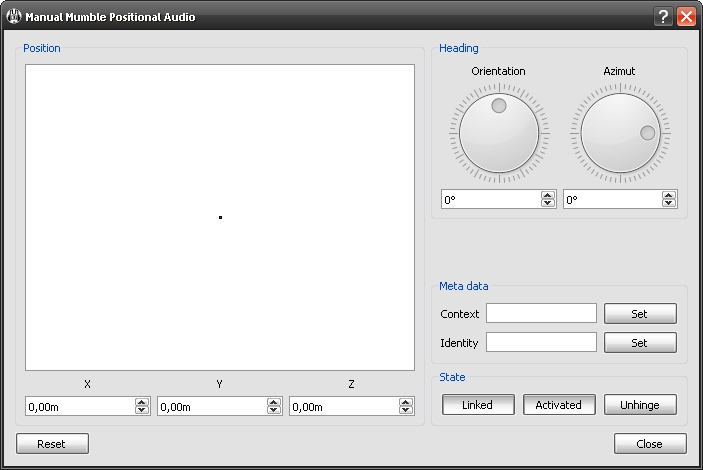 Manual Mumble Positional Audio
Position
Heading
Orientation
Azimut
0°
0°
Meta data
Context
Set
Identity
Set
X
Y
Z
0,00m
0,00m
0,00m
State
Linked
Activated
Unhinge
Reset
Close